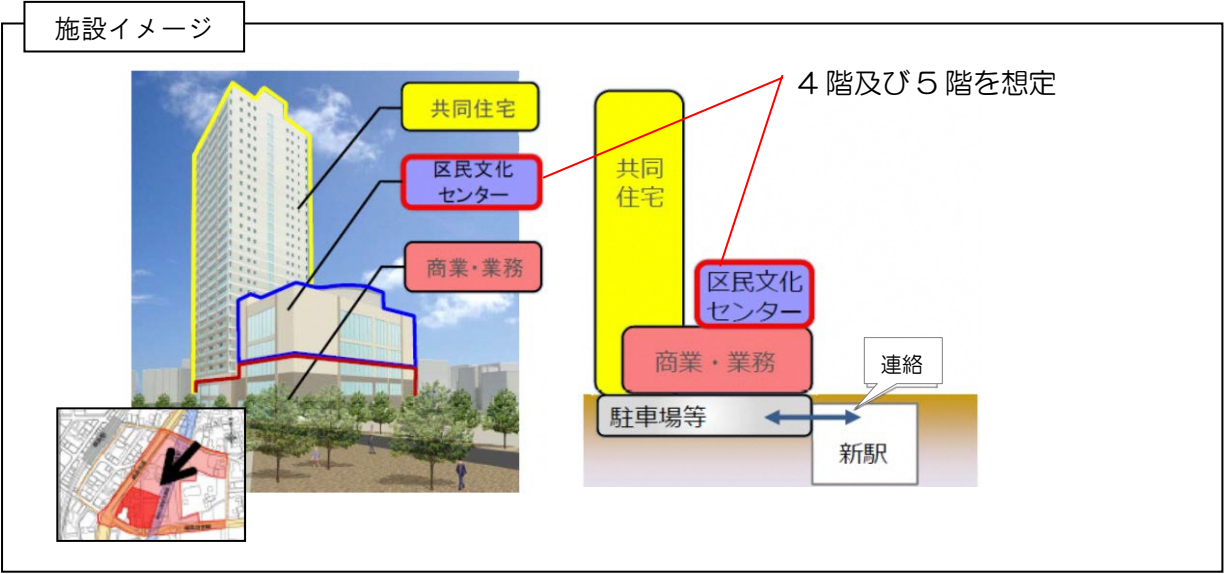 施設イメージ
4階及び5階を想定
共同住宅
区民文化
センター
商業・業務
共同
住宅
区民文化
センター
商業・業務
連絡
駐車場等
新駅